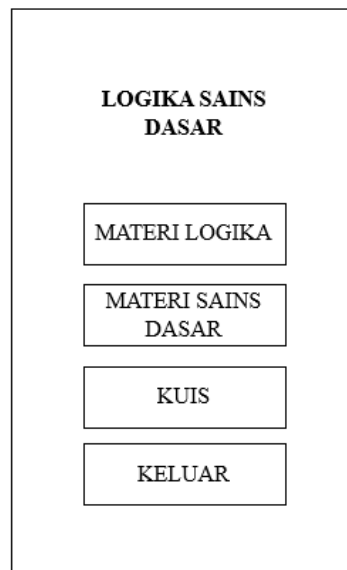 LOGIKA SAINS
DASAR
MATERI LOGIKA
MATERI SAINS
DASAR
KUIS
KELUAR